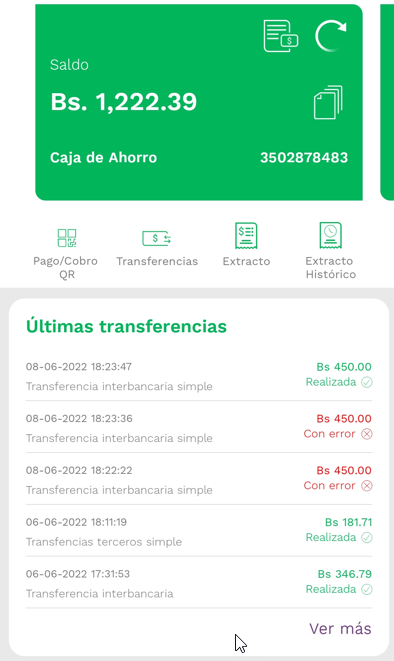 Saldo
Bs. 1,222.39
Caja de Ahorro 3502878483
Pago/Cobro
QR
Transferencias
Extracto
Extracto
Histórico
Últimas transferencias
08-06-2022 18:23:47 Bs 450.00
Transferencia interbancaria simple Realizada
08-06-2022 18:23:36 Bs 450.00
Transferencia interbancaria simple Con error
08-06-2022 18:22:22 Bs 450.00
Transferencia interbancaria simple Con error
06-06-2022 18:11:19 Bs 181.71
Transfencias terceros simple Realizada
06-06-2022 17:31:53 Bs 346.79
Transferencia interbancaria Realizada
Ver más